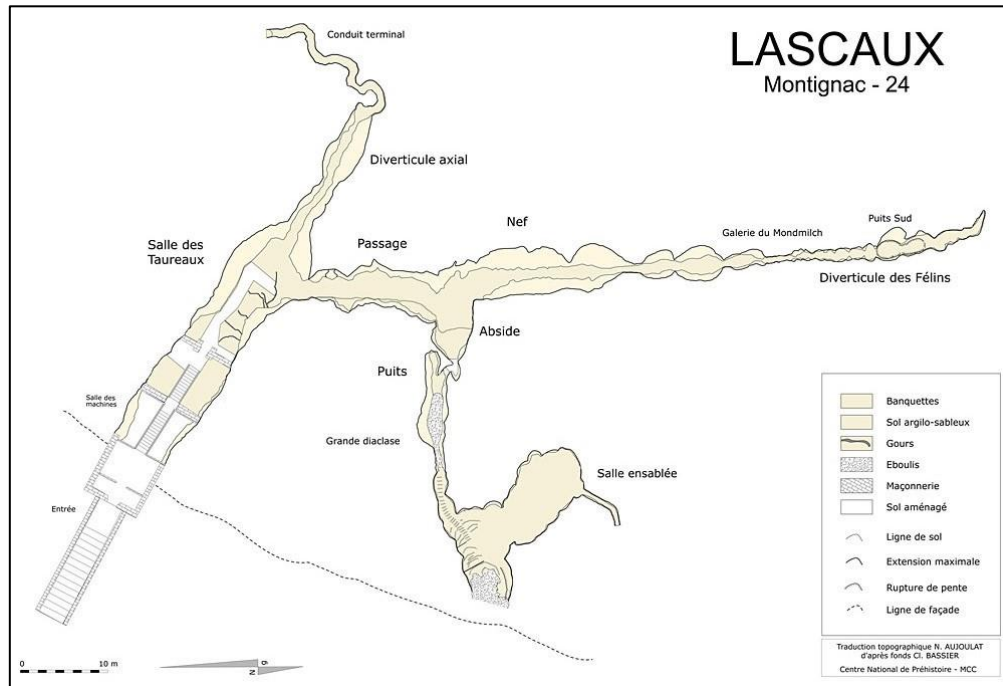 LASCAUX
Montignac - 24
Conduit terminal
Diverticule axial
Nef
Puits Sud
Galerie du Mondmilch
Salle des
Taureaux
Passage
Diverticule des Félins
Abside
Puits
Salle des
machines
Grande diaclase
Salle ensablée
Entrée
Banquettes
Sol argilo-sableux
Gours
Eboulis
Maçonnerie
Sol aménagé
Ligne de sol
Extension maximale
Rupture de pente
Ligne de façade
0 10 m
N
Traduction topographique N. AUJOULAT
d'après fonds Cl. BASSIER
Centre National de Préhistoire - MCC